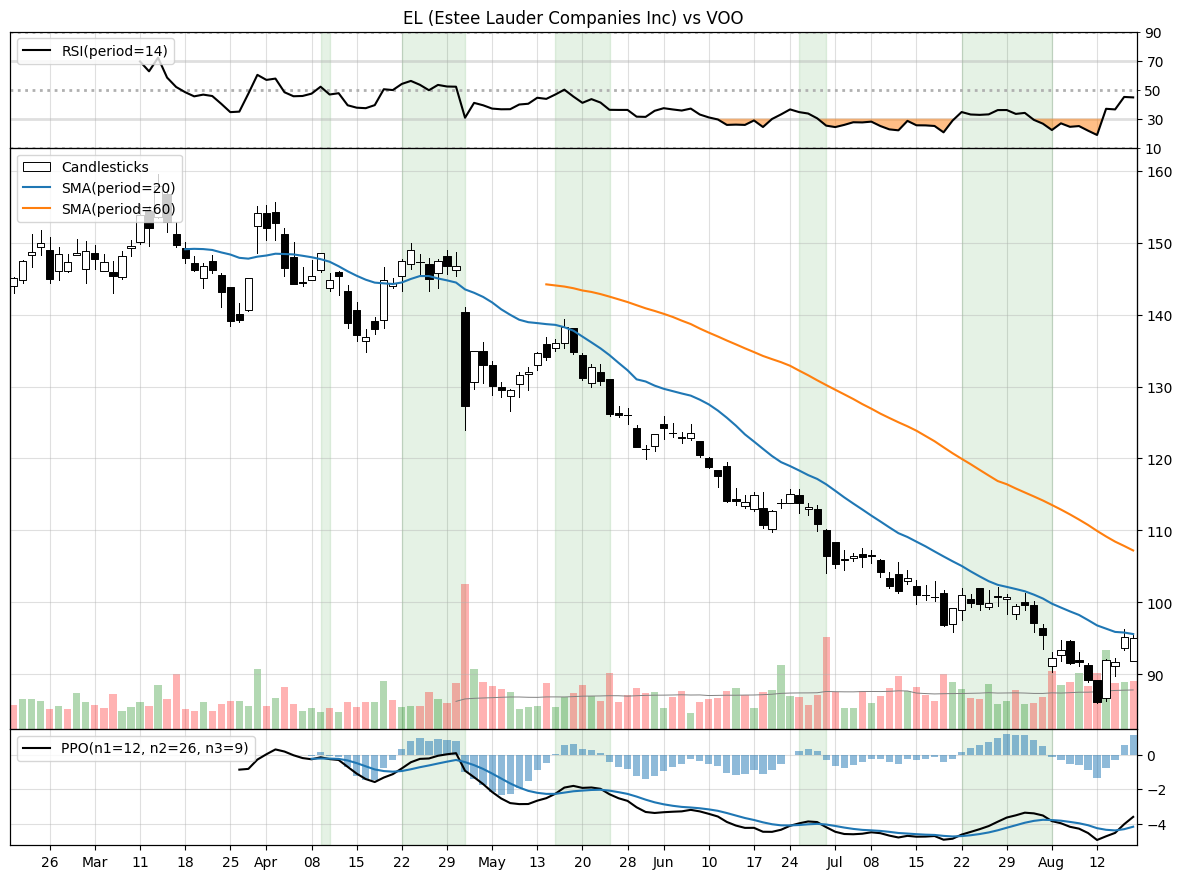 EL (Estee Lauder Companies Inc) vs VOO
RSI(period=14)
90
70
50
30
10
Candlesticks
SMA(period=20)
SMA(period=60)
160
150
140
130
120
110
100
90
PPO(n1=12, n2=26, n3=9)
0
−2
−4
26 Mar 11 18 25 Apr 08 15 22 29 May 13 20 28 Jun 10 17 24 Jul 08 15 22 29 Aug 12